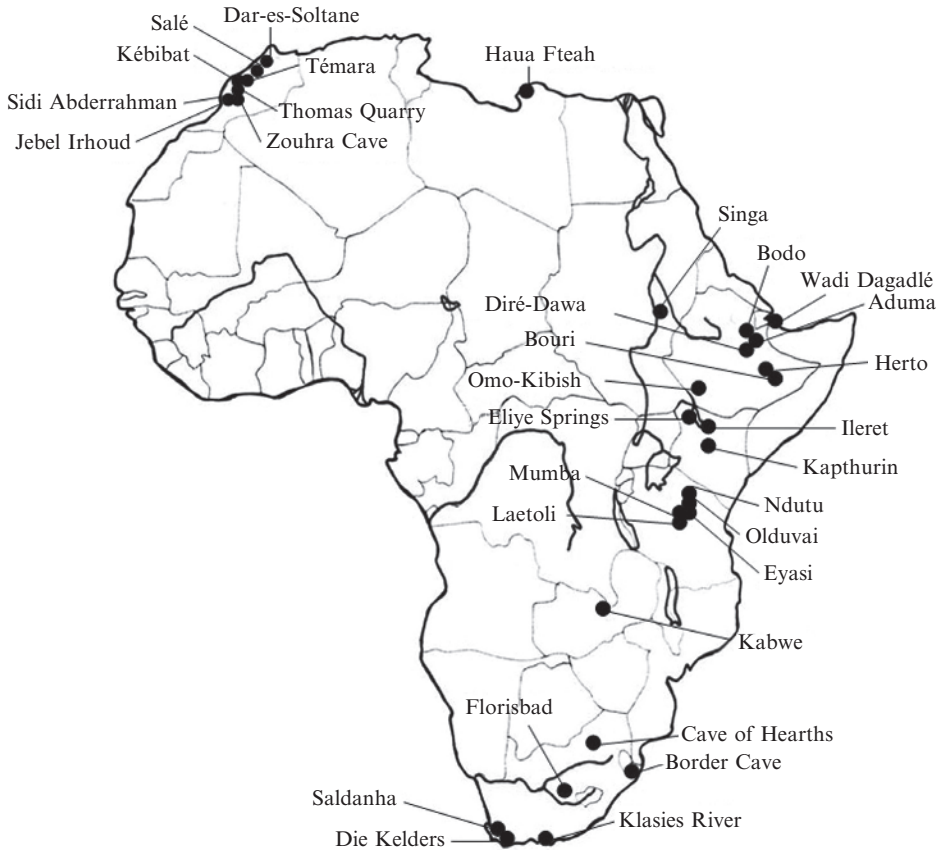 Dar-es-Soltane
Salé
Kébibat
Témara
Haua Fteah
Sidi Abderrahman
Thomas Quarry
Jebel Irhoud
Zouhra Cave
Singa
Bodo
Wadi Dagadlé
Diré-Dawa
Aduma
Bouri
Herto
Omo-Kibish
Eliye Springs
Ileret
Kapthurin
Mumba
Ndutu
Laetoli
Olduvai
Eyasi
Kabwe
Florisbad
Cave of Hearths
Border Cave
Saldanha
Klasies River
Die Kelders